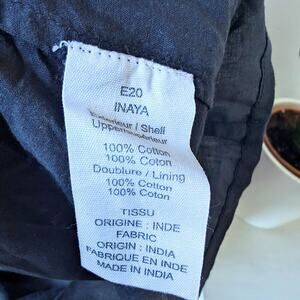 E20
INAYA
Extérieur / Shell
100% Cotton
100% Coton
Doublure / Lining
100% Cotton
100% Coton
TISSU
ORIGINE : INDE
FABRIC
ORIGIN : INDIA
FABRIQUE EN INDE
MADE IN INDIA